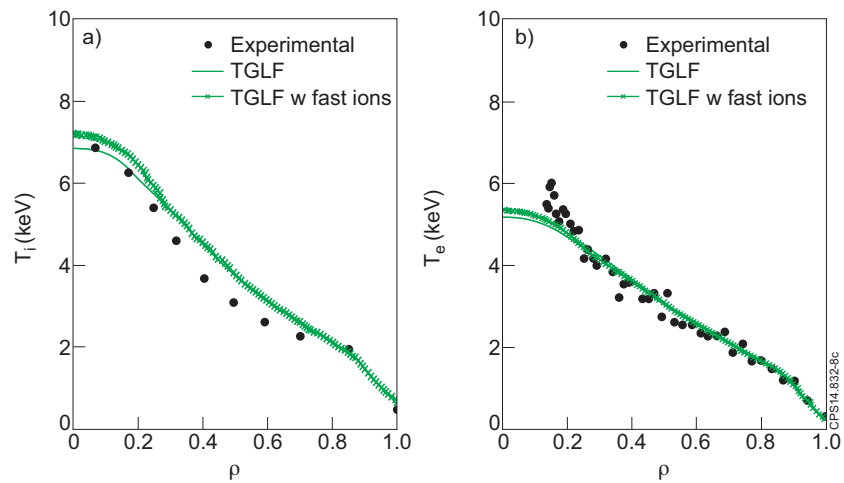 a)
Experimental
TGLF
TGLF w fast ions
10
8
6
4
2
0
T_i (keV)
0
0.2
0.4
0.6
0.8
1.0
ρ
b)
Experimental
TGLF
TGLF w fast ions
10
8
6
4
2
0
T_e (keV)
0
0.2
0.4
0.6
0.8
1.0
ρ
CPS14.832-8c